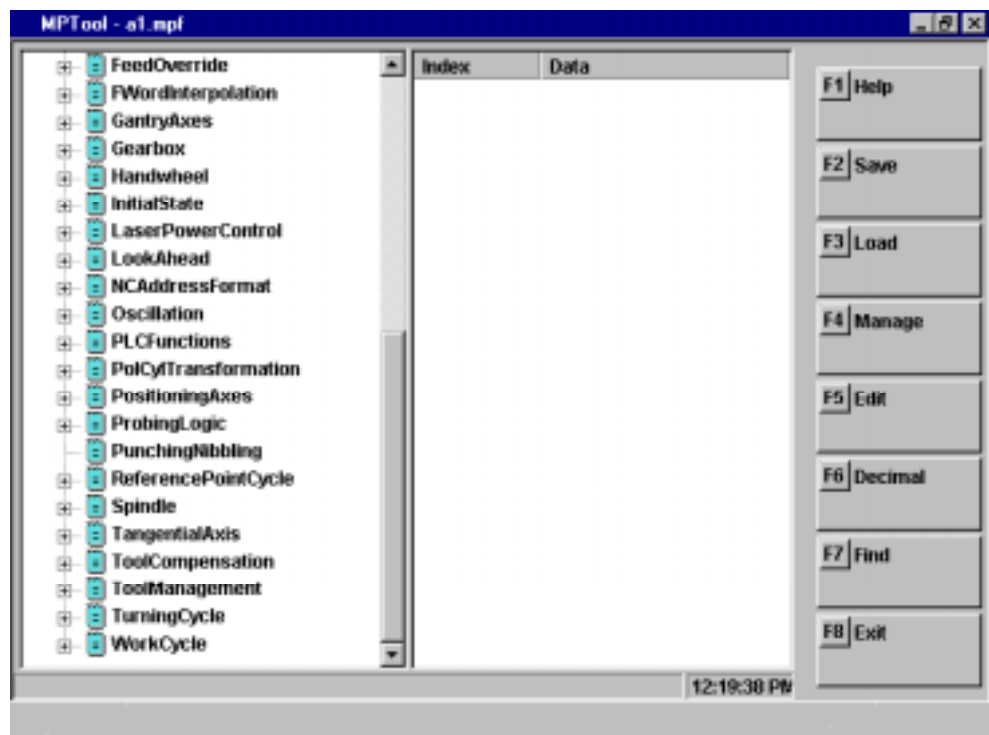 MPTool - a1.mpf
FeedOverride
FWordInterpolation
GantryAxes
Gearbox
Handwheel
InitialState
LaserPowerControl
LookAhead
NCAddressFormat
Oscillation
PLCFunctions
PolCylTransformation
PositioningAxes
ProbingLogic
PunchingNibbling
ReferencePointCycle
Spindle
TangentialAxis
ToolCompensation
ToolManagement
TurningCycle
WorkCycle
Index Data
F1 Help
F2 Save
F3 Load
F4 Manage
F5 Edit
F6 Decimal
F7 Find
F8 Exit
12:19:38 PM